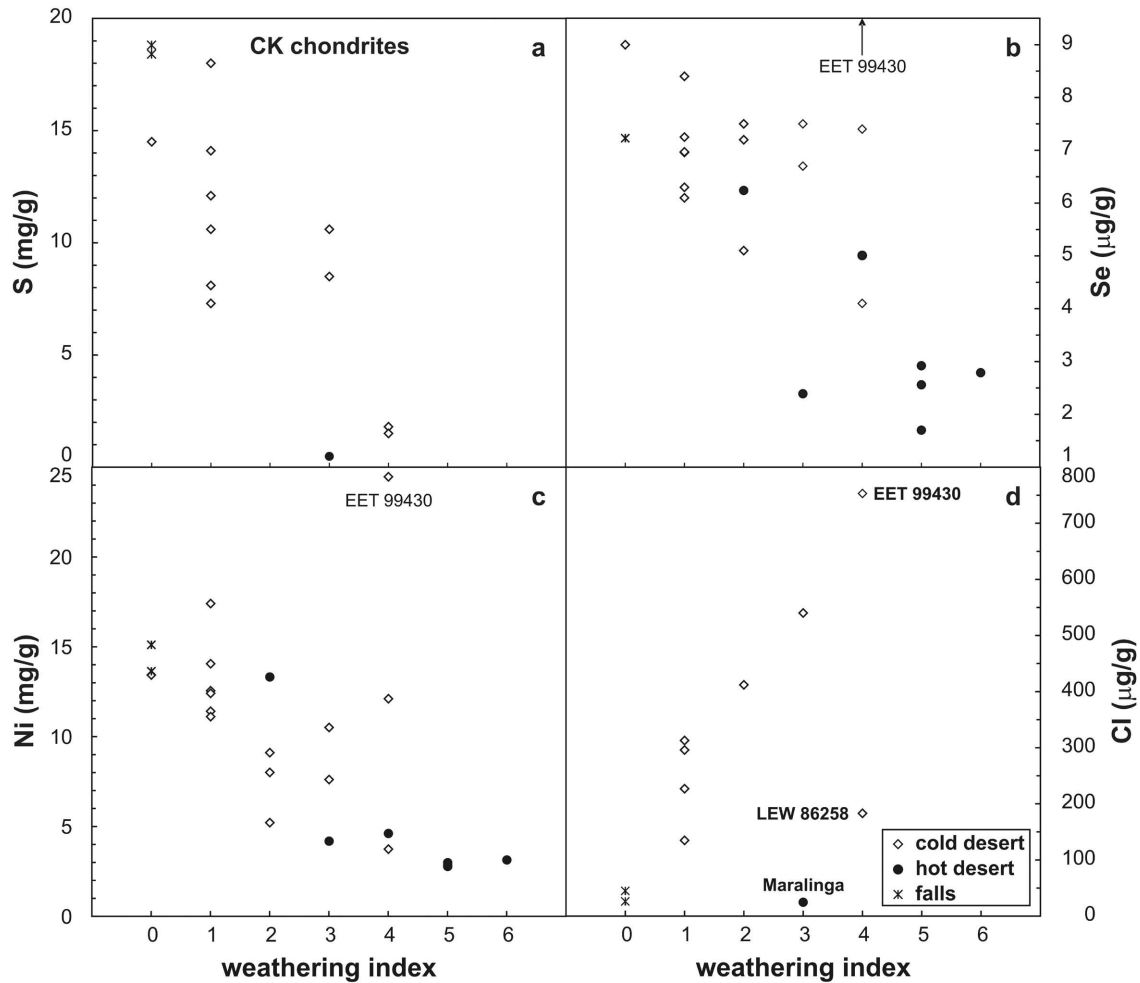 CK chondrites
a
20
15
10
5
0
S (mg/g)
b
EET 99430
9
8
7
6
5
4
3
2
1
Se (μg/g)
c
EET 99430
25
20
15
10
5
0
Ni (mg/g)
0 1 2 3 4 5 6
weathering index
d
EET 99430
LEW 86258
Maralinga
cold desert
hot desert
falls
800
700
600
500
400
300
200
100
0
Cl (μg/g)
0 1 2 3 4 5 6
weathering index